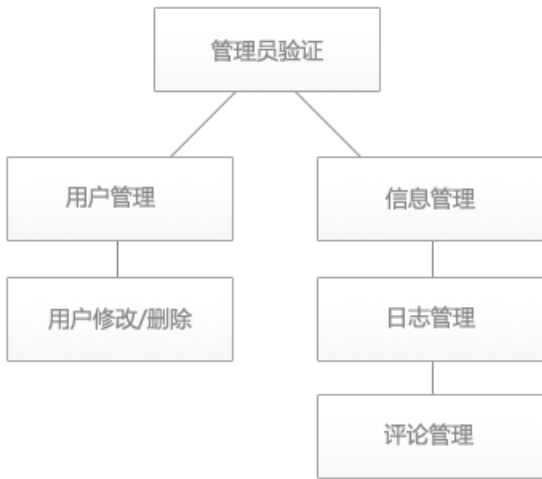 管理员验证
用户管理
信息管理
用户修改/删除
日志管理
评论管理